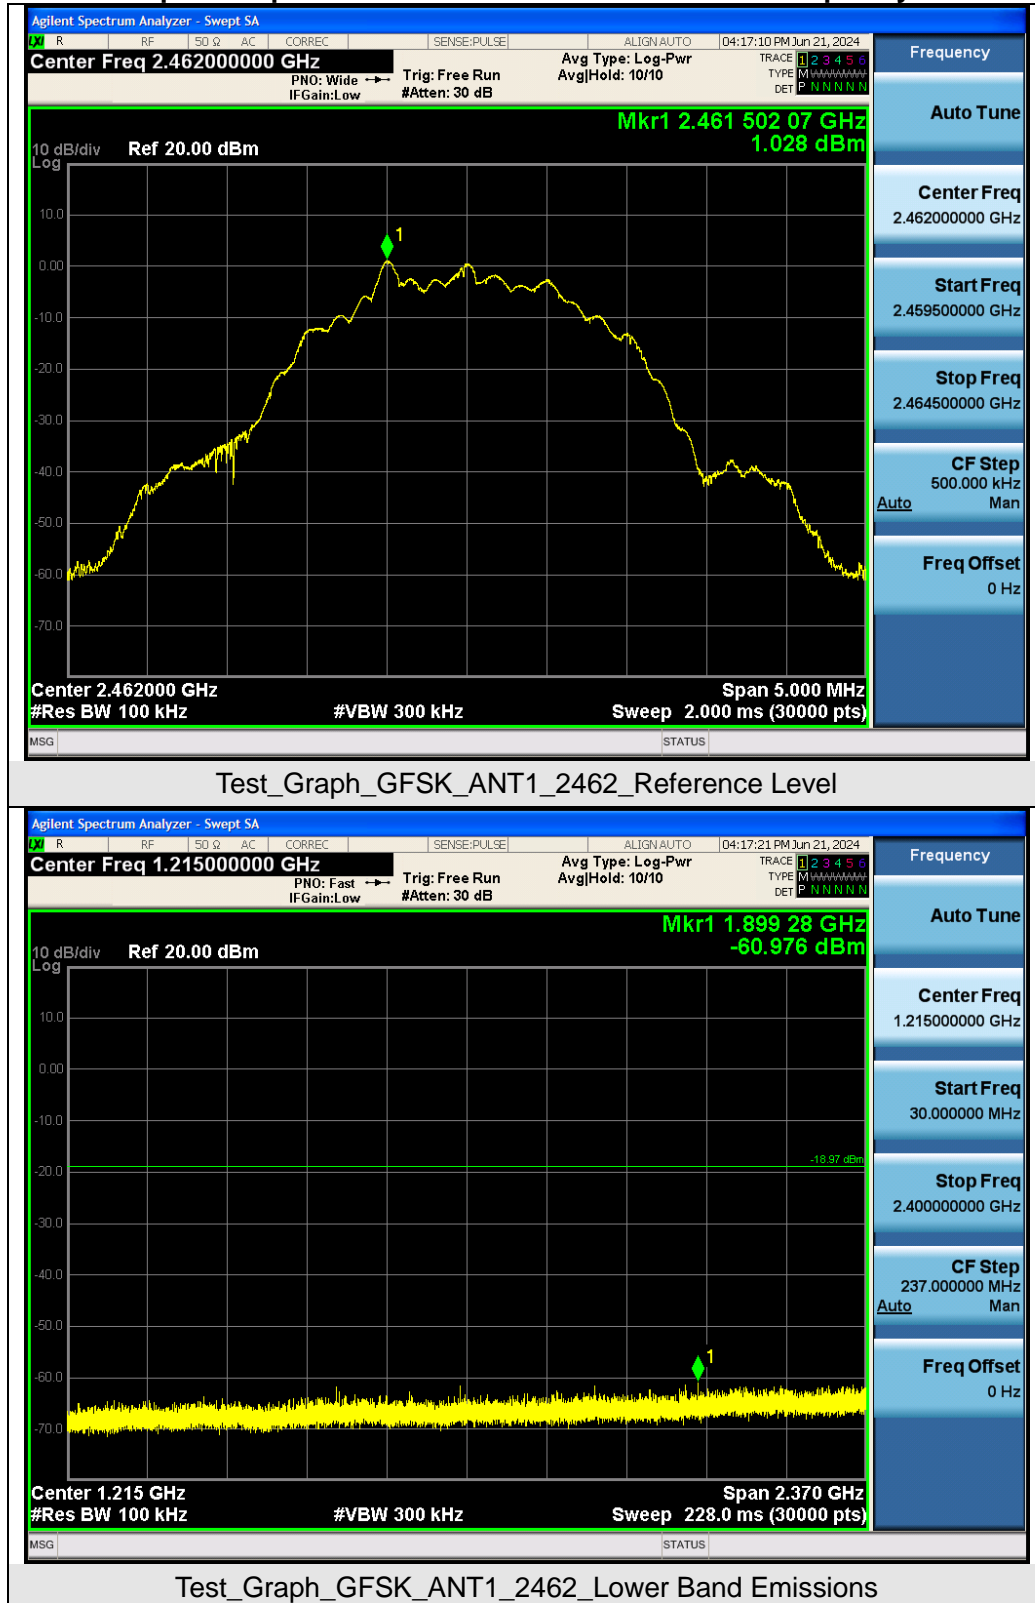 Agilent Spectrum Analyzer - Swept SA
LXI R RF 50 Ω AC CORREC SENSE:PULSE ALIGN AUTO 04:17:10 PM Jun 21, 2024
Center Freq 2.462000000 GHz
PNO: Wide Trig: Free Run
IFGain:Low #Atten: 30 dB
Avg Type: Log-Pwr
Avg|Hold: 10/10
TRACE 1 2 3 4 5 6
TYPE M WWWWW
DET P N N N N N
Mkr1 2.461 502 07 GHz
1.028 dBm
10 dB/div Ref 20.00 dBm
Log
10.0
1
0.00
-10.0
-20.0
-30.0
-40.0
-50.0
-60.0
-70.0
Center 2.462000 GHz Span 5.000 MHz
#Res BW 100 kHz #VBW 300 kHz Sweep 2.000 ms (30000 pts)
MSG STATUS
Frequency
Auto Tune
Center Freq
2.462000000 GHz
Start Freq
2.459500000 GHz
Stop Freq
2.464500000 GHz
CF Step
500.000 kHz
Auto Man
Freq Offset
0 Hz
Test_Graph_GFSK_ANT1_2462_Reference Level
Agilent Spectrum Analyzer - Swept SA
LXI R RF 50 Ω AC CORREC SENSE:PULSE ALIGN AUTO 04:17:21 PM Jun 21, 2024
Center Freq 1.215000000 GHz
PNO: Fast Trig: Free Run
IFGain:Low #Atten: 30 dB
Avg Type: Log-Pwr
Avg|Hold: 10/10
TRACE 1 2 3 4 5 6
TYPE M WWWWW
DET P N N N N N
Mkr1 1.899 28 GHz
-60.976 dBm
10 dB/div Ref 20.00 dBm
Log
10.0
0.00
-10.0
-18.97 dBm
-20.0
-30.0
-40.0
-50.0
1
-60.0
-70.0
Center 1.215 GHz Span 2.370 GHz
#Res BW 100 kHz #VBW 300 kHz Sweep 228.0 ms (30000 pts)
MSG STATUS
Frequency
Auto Tune
Center Freq
1.215000000 GHz
Start Freq
30.000000 MHz
Stop Freq
2.400000000 GHz
CF Step
237.000000 MHz
Auto Man
Freq Offset
0 Hz
Test_Graph_GFSK_ANT1_2462_Lower Band Emissions